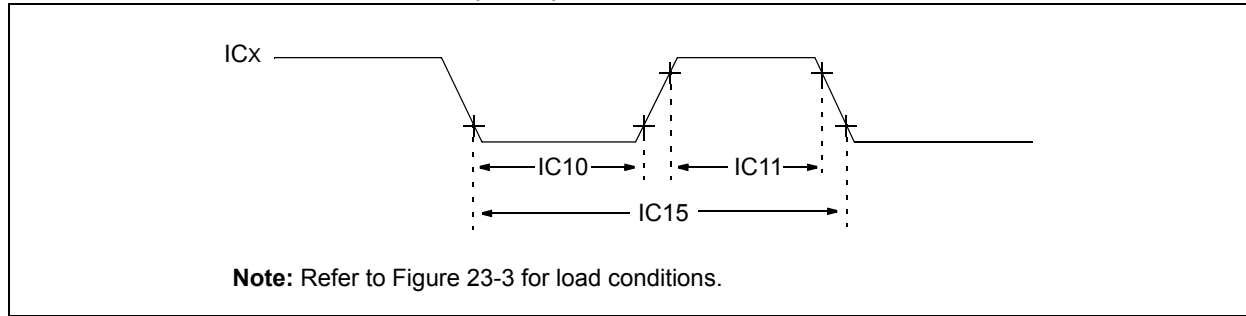 ICx
IC10
IC11
IC15
Note: Refer to Figure 23-3 for load conditions.